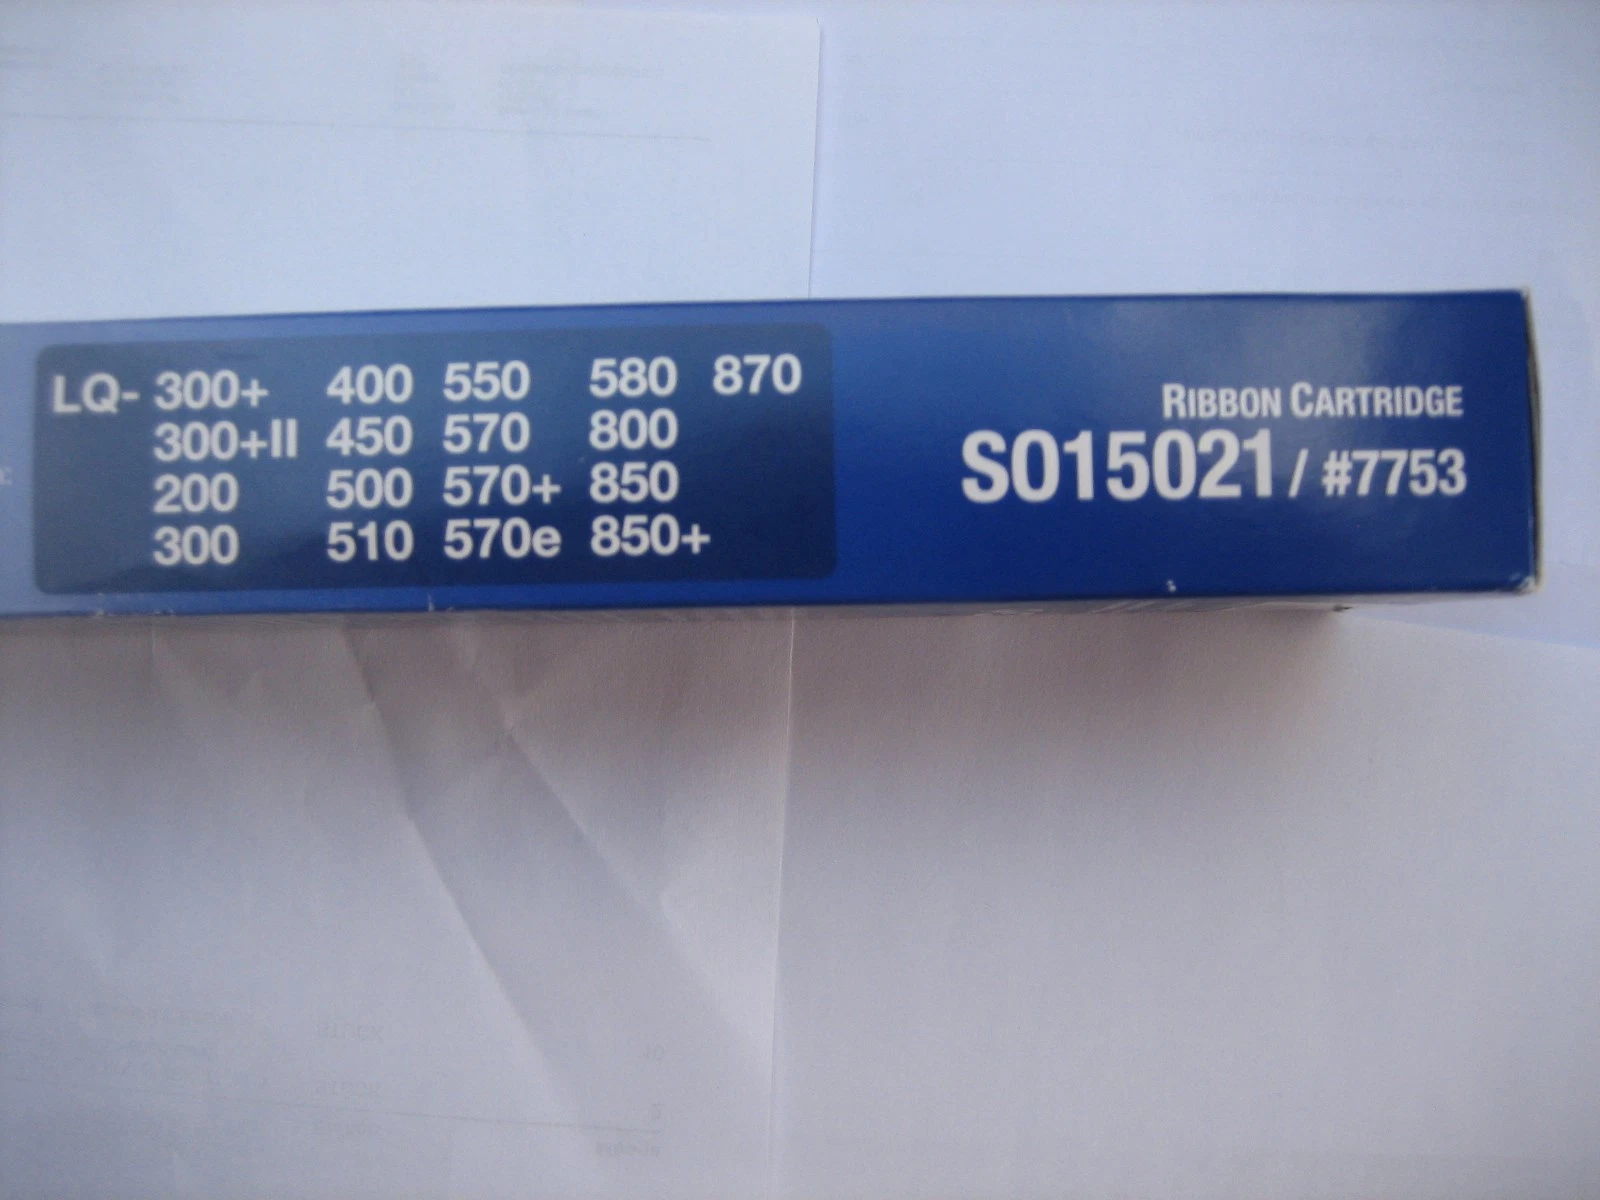 LQ- 300+ 400 550 580 870
300+II 450 570 800
200 500 570+ 850
300 510 570e 850+
RIBBON CARTRIDGE
SO15021 / #7753